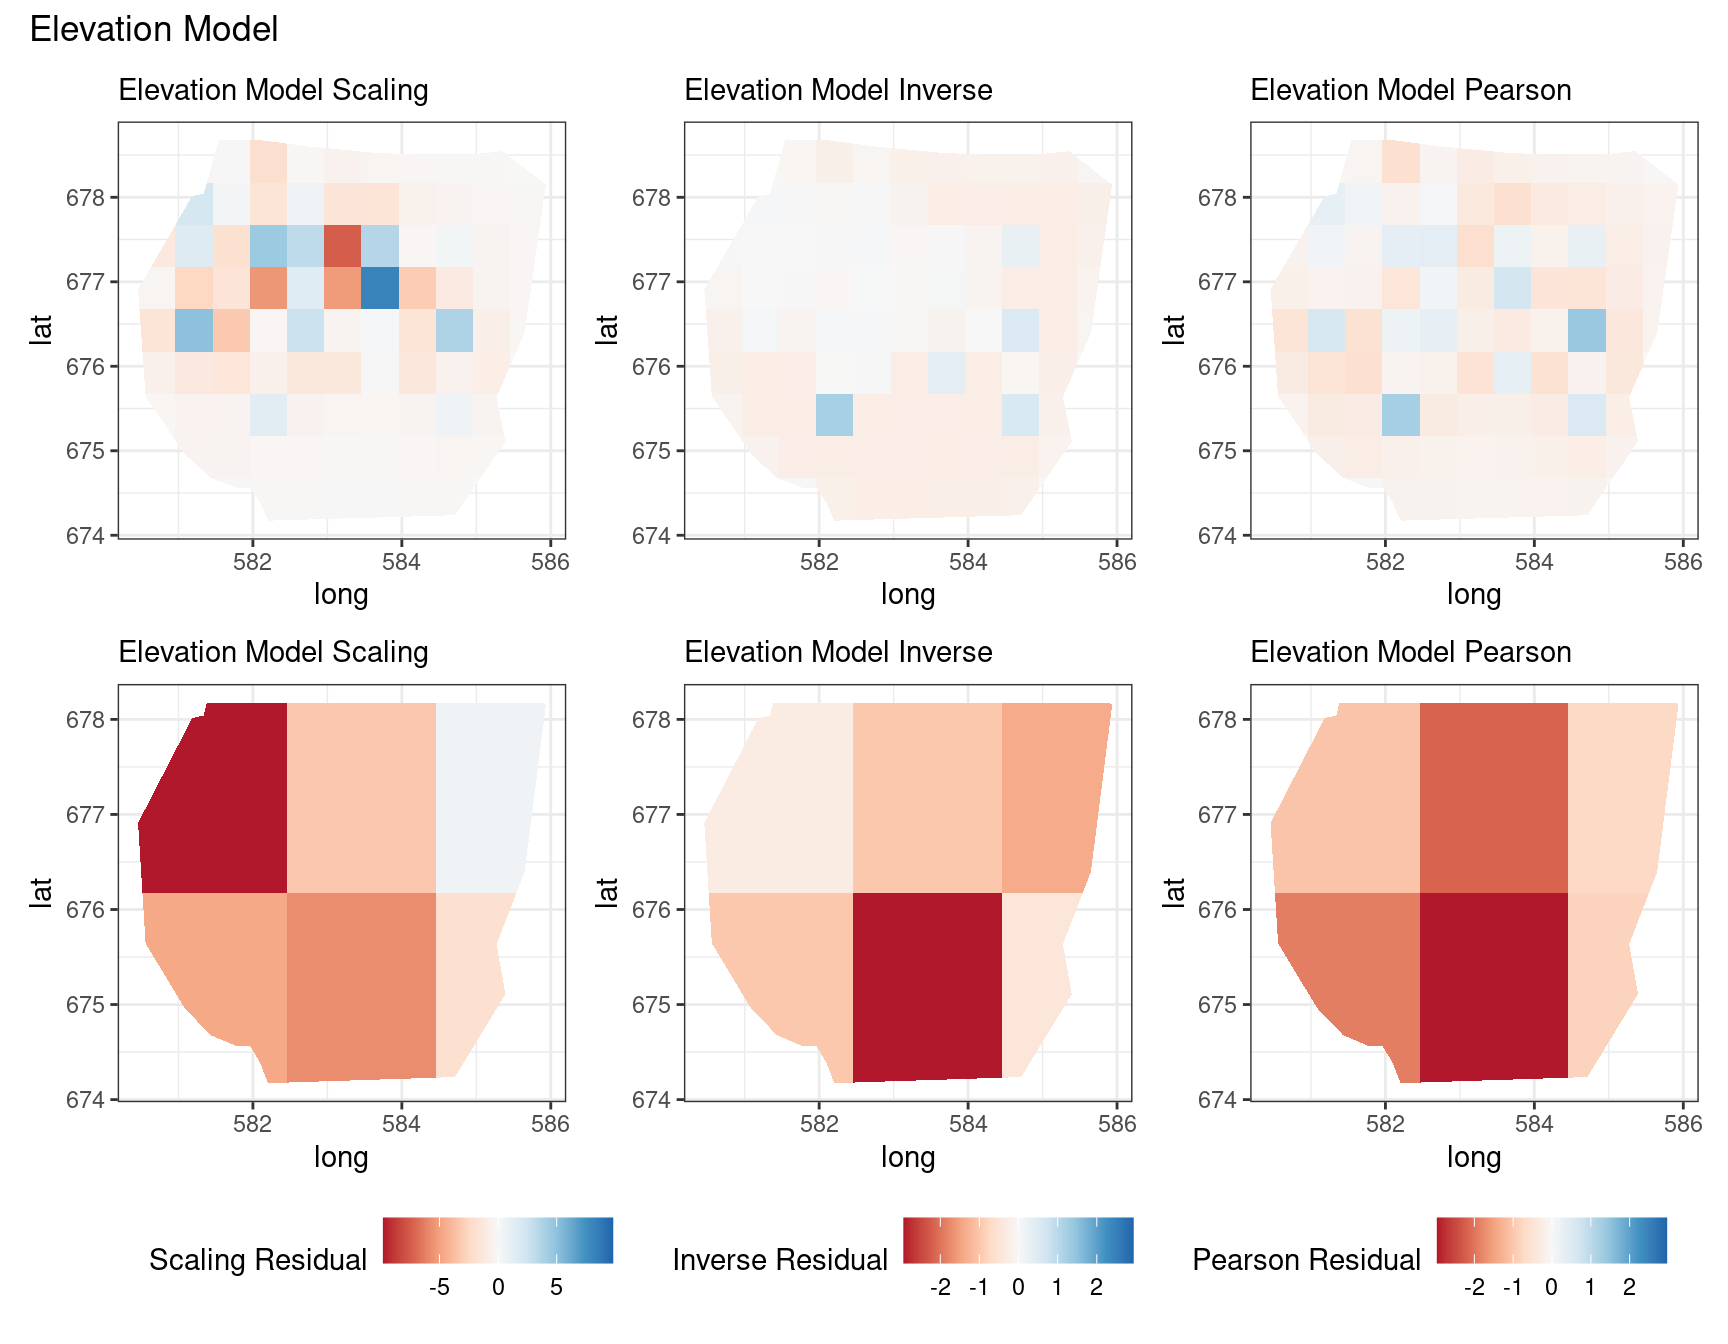 Elevation Model
Elevation Model Scaling
Elevation Model Inverse
Elevation Model Pearson
678
677
676
675
674
lat
582
584
586
long
678
677
676
675
674
lat
582
584
586
long
678
677
676
675
674
lat
582
584
586
long
Elevation Model Scaling
Elevation Model Inverse
Elevation Model Pearson
678
677
676
675
674
lat
582
584
586
long
678
677
676
675
674
lat
582
584
586
long
678
677
676
675
674
lat
582
584
586
long
Scaling Residual
-5
0
5
Inverse Residual
-2
-1
0
1
2
Pearson Residual
-2
-1
0
1
2